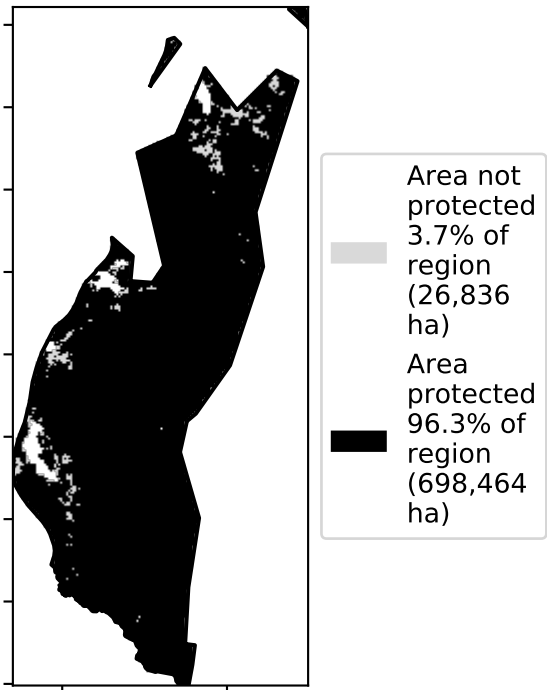 Area not
protected
3.7% of
region
(26,836
ha)
Area
protected
96.3% of
region
(698,464
ha)